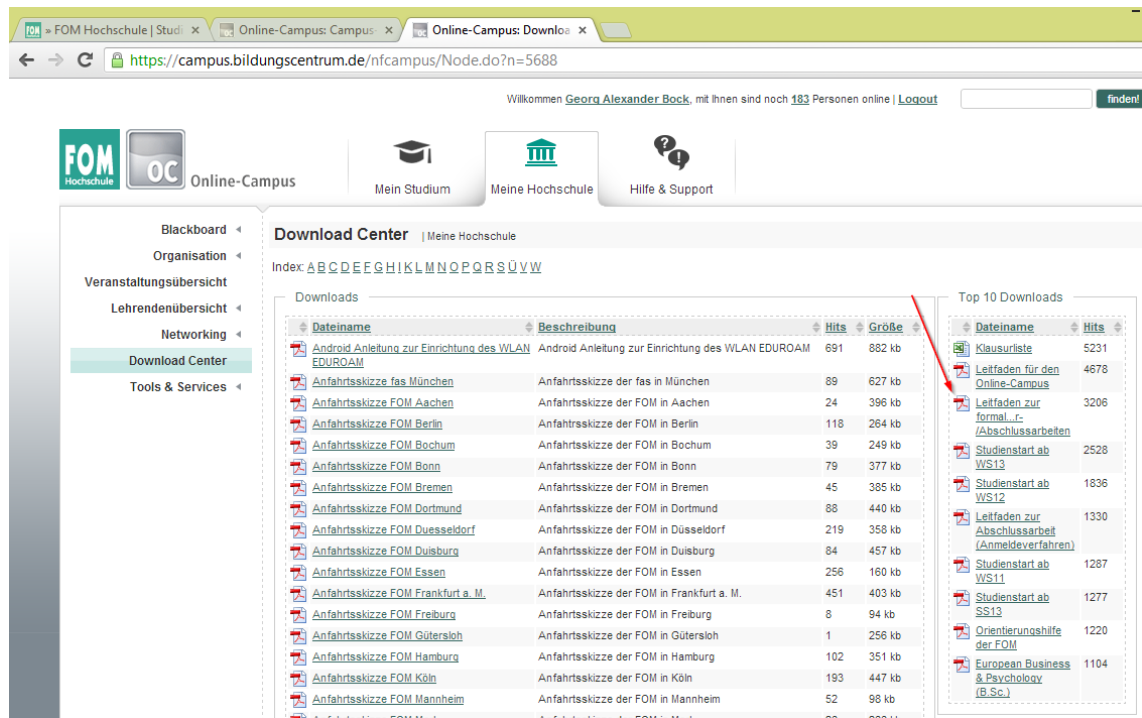 » FOM Hochschule | Studi
Online-Campus: Campus
Online-Campus: Downloa
https://campus.bildungscentrum.de/nfcampus/Node.do?n=5688
Willkommen Georg Alexander Bock, mit Ihnen sind noch 183 Personen online | Logout
finden!
FOM
Hochschule
OC
Online-Campus
Mein Studium
Meine Hochschule
Hilfe & Support
Blackboard
Organisation
Veranstaltungsübersicht
Lehrendenübersicht
Networking
Download Center
Tools & Services
Download Center | Meine Hochschule
Index: A B C D E F G H I K L M N O P Q R S Ü V W
Downloads
Dateiname Beschreibung Hits Größe
Android Anleitung zur Einrichtung des WLAN Android Anleitung zur Einrichtung des WLAN EDUROAM 691 882 kb
EDUROAM
Anfahrtsskizze fas München Anfahrtsskizze der fas in München 89 627 kb
Anfahrtsskizze FOM Aachen Anfahrtsskizze der FOM in Aachen 24 396 kb
Anfahrtsskizze FOM Berlin Anfahrtsskizze der FOM in Berlin 118 264 kb
Anfahrtsskizze FOM Bochum Anfahrtsskizze der FOM in Bochum 39 249 kb
Anfahrtsskizze FOM Bonn Anfahrtsskizze der FOM in Bonn 79 377 kb
Anfahrtsskizze FOM Bremen Anfahrtsskizze der FOM in Bremen 45 385 kb
Anfahrtsskizze FOM Dortmund Anfahrtsskizze der FOM in Dortmund 88 440 kb
Anfahrtsskizze FOM Duesseldorf Anfahrtsskizze der FOM in Düsseldorf 219 358 kb
Anfahrtsskizze FOM Duisburg Anfahrtsskizze der FOM in Duisburg 84 457 kb
Anfahrtsskizze FOM Essen Anfahrtsskizze der FOM in Essen 256 160 kb
Anfahrtsskizze FOM Frankfurt a. M. Anfahrtsskizze der FOM in Frankfurt a. M. 451 403 kb
Anfahrtsskizze FOM Freiburg Anfahrtsskizze der FOM in Freiburg 8 94 kb
Anfahrtsskizze FOM Gütersloh Anfahrtsskizze der FOM in Gütersloh 1 256 kb
Anfahrtsskizze FOM Hamburg Anfahrtsskizze der FOM in Hamburg 102 351 kb
Anfahrtsskizze FOM Köln Anfahrtsskizze der FOM in Köln 193 447 kb
Anfahrtsskizze FOM Mannheim Anfahrtsskizze der FOM in Mannheim 52 98 kb
Top 10 Downloads
Dateiname Hits
Klausurliste 5231
Leitfaden für den 4678
Online-Campus
Leitfaden zur 3206
formal...r-
/Abschlussarbeiten
Studienstart ab 2528
WS13
Studienstart ab 1836
WS12
Leitfaden zur 1330
Abschlussarbeit
(Anmeldeverfahren)
Studienstart ab 1287
WS11
Studienstart ab 1277
SS13
Orientierungshilfe 1220
der FOM
European Business 1104
& Psychology
(B.Sc.)